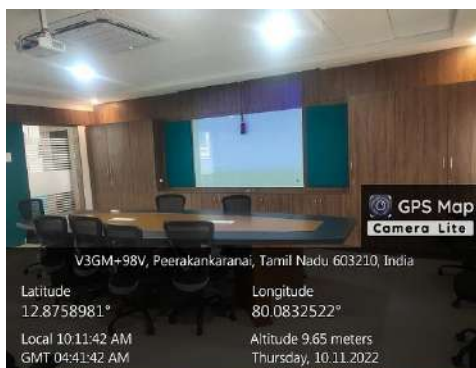 GPS Map
Camera Lite
V3GM+98V, Peerakankaranai, Tamil Nadu 603210, India
Latitude
12.8758981°
Longitude
80.0832522°
Local 10:11:42 AM
GMT 04:41:42 AM
Altitude 9.65 meters
Thursday, 10.11.2022